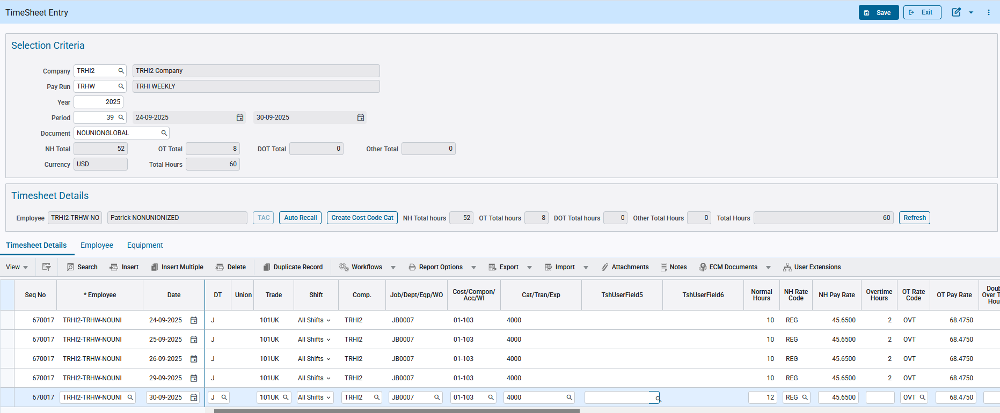 TimeSheet Entry
Save
Exit
Selection Criteria
Company TRHI2 TRHI2 Company
Pay Run TRHW TRHI WEEKLY
Year 2025
Period 39 24-09-2025 30-09-2025
Document NOUNIONGLOBAL
NH Total 52 OT Total 8 DOT Total 0 Other Total 0
Currency USD Total Hours 60
Timesheet Details
Employee TRHI2-TRHW-NO Patrick NONUNIONIZED TAC Auto Recall Create Cost Code Cat NH Total hours 52 OT Total hours 8 DOT Total hours 0 Other Total Hours 0 Total Hours 60 Refresh
Timesheet Details Employee Equipment
View Search Insert Insert Multiple Delete Duplicate Record Workflows Report Options Export Import Attachments Notes ECM Documents User Extensions
Seq No * Employee Date DT Union Trade Shift Comp. Job/Dept/Eqp/WO Cost/Compon/Acc/WI Cat/Tran/Exp TshUserField5 TshUserField6 Normal Hours NH Rate Code NH Pay Rate Overtime Hours OT Rate Code OT Pay Rate Doub Over T Hou
670017 TRHI2-TRHW-NOUNI 24-09-2025 J 101UK All Shifts TRHI2 JB0007 01-103 4000 10 REG 45.6500 2 OVT 68.4750
670017 TRHI2-TRHW-NOUNI 25-09-2025 J 101UK All Shifts TRHI2 JB0007 01-103 4000 10 REG 45.6500 2 OVT 68.4750
670017 TRHI2-TRHW-NOUNI 26-09-2025 J 101UK All Shifts TRHI2 JB0007 01-103 4000 10 REG 45.6500 2 OVT 68.4750
670017 TRHI2-TRHW-NOUNI 29-09-2025 J 101UK All Shifts TRHI2 JB0007 01-103 4000 10 REG 45.6500 2 OVT 68.4750
670017 TRHI2-TRHW-NOUNI 30-09-2025 J 101UK All Shifts TRHI2 JB0007 01-103 4000 12 REG 45.6500 OVT 68.4750